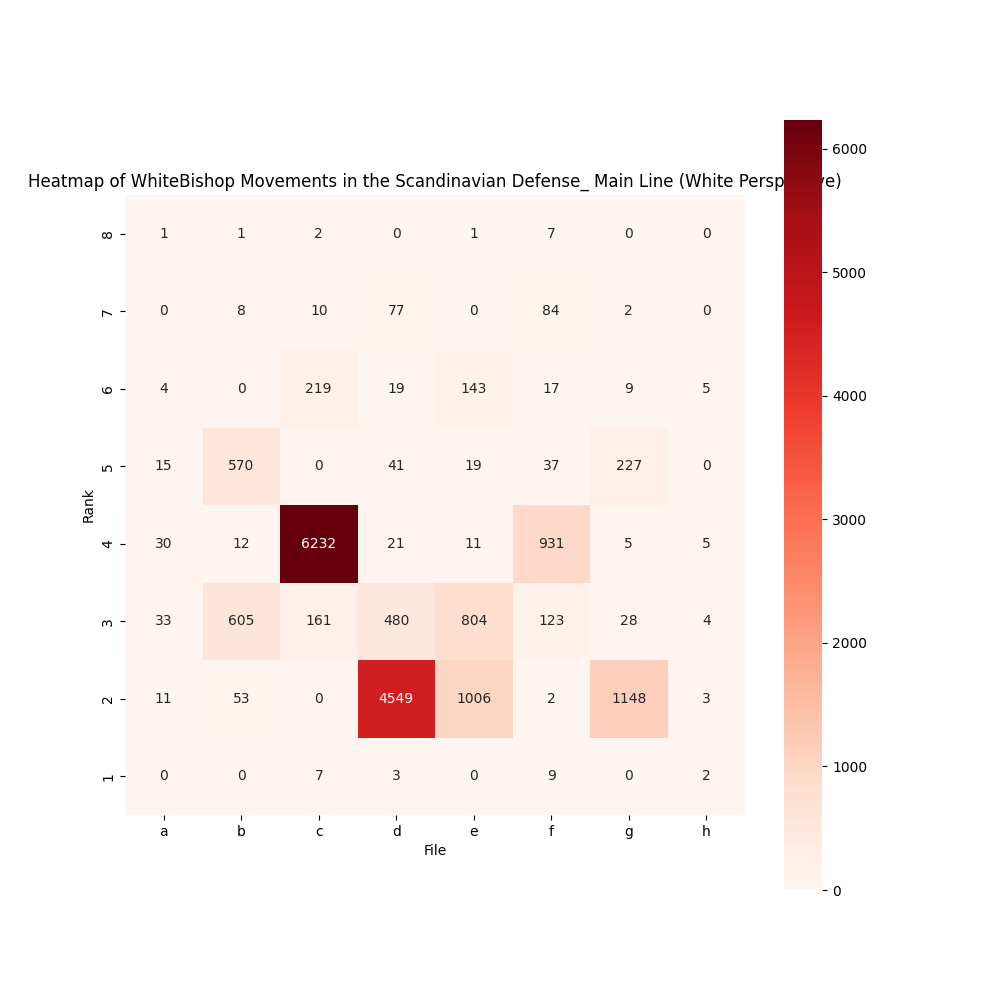 Heatmap of WhiteBishop Movements in the Scandinavian Defense_ Main Line (White Persp ve)
8 1 1 2 0 1 7 0 0
7 0 8 10 77 0 84 2 0
6 4 0 219 19 143 17 9 5
5 15 570 0 41 19 37 227 0
4 30 12 6232 21 11 931 5 5
3 33 605 161 480 804 123 28 4
2 11 53 0 4549 1006 2 1148 3
1 0 0 7 3 0 9 0 2
a b c d e f g h
File
Rank
6000
5000
4000
3000
2000
1000
0